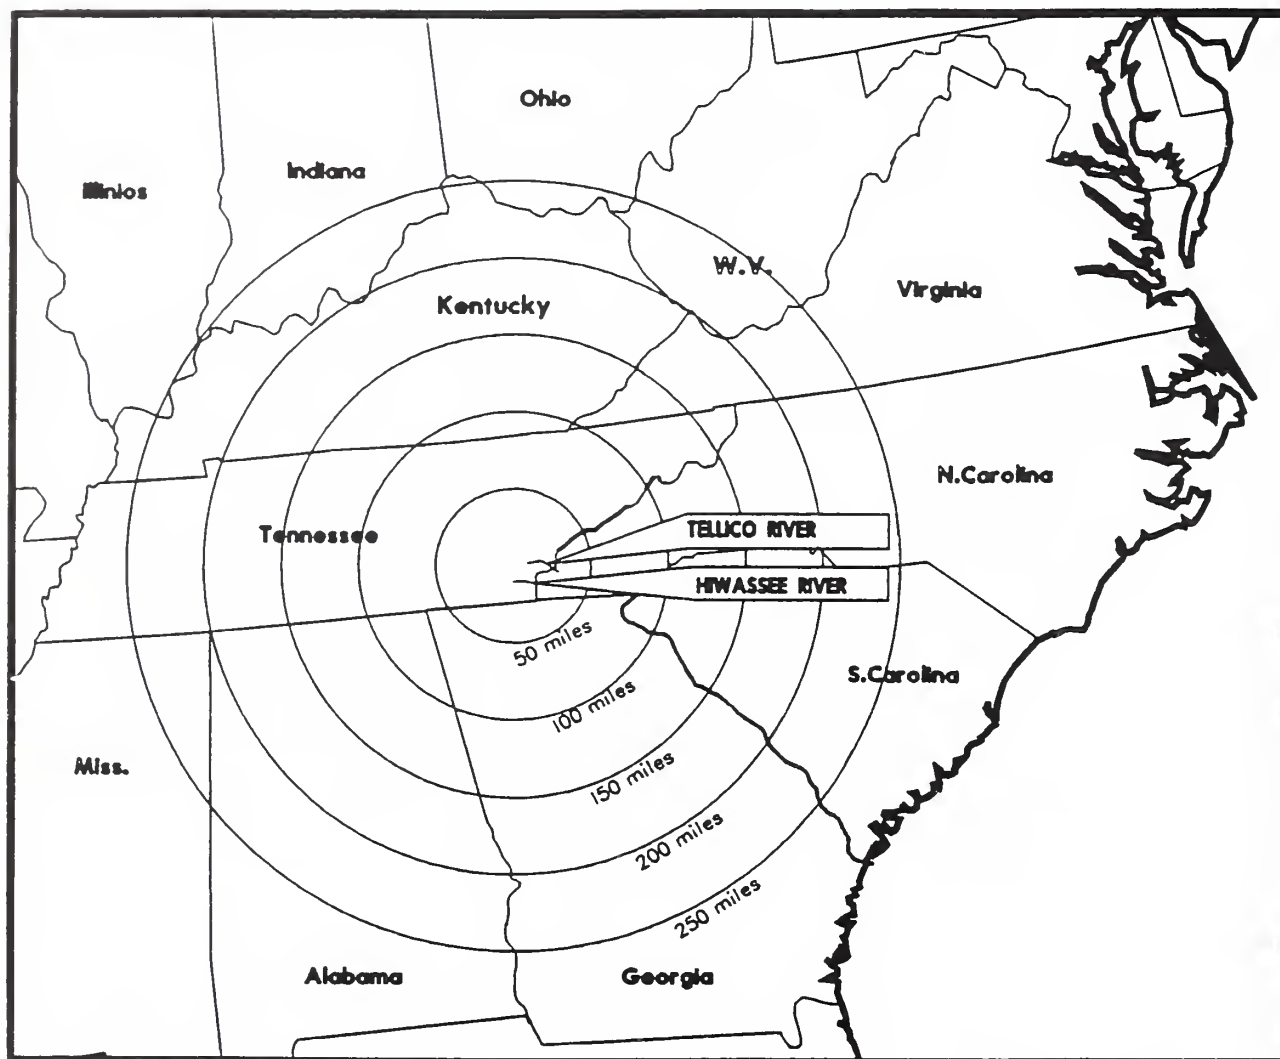 Ohio
Indiana
Illinios
W.V.
Virginia
Kentucky
N.Carolina
Tennessee
TELLICO RIVER
HIWASSEE RIVER
50 miles
S.Carolina
100 miles
Miss.
150 miles
200 miles
250 miles
Alabama
Georgia